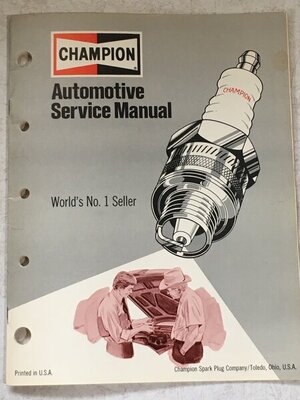 CHAMPION
Automotive
Service Manual
CHAMPION
World's No. 1 Seller
Printed in U.S.A.
Champion Spark Plug Company/Toledo, Ohio, U.S.A.